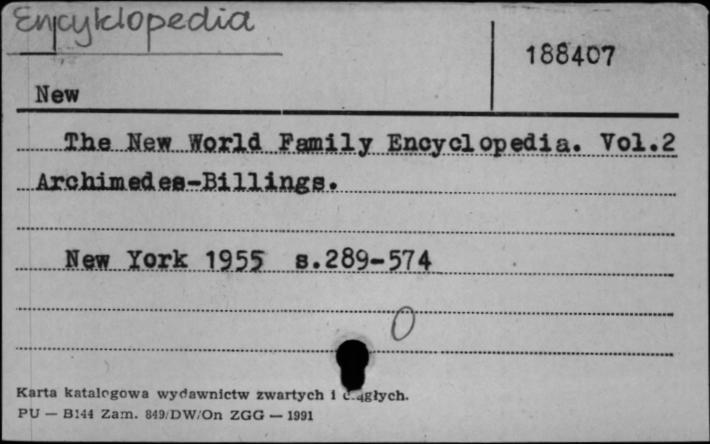 Encyklopedia
188407
New
The New World Family Encyclopedia. Vol.2
Archimedes-Billings.
New York 1955 s.289-574
0
Karta katalogowa wydawnictw zwartych i ciągłych.
PU — B144 Zam. 849/DW/On ZGG — 1991